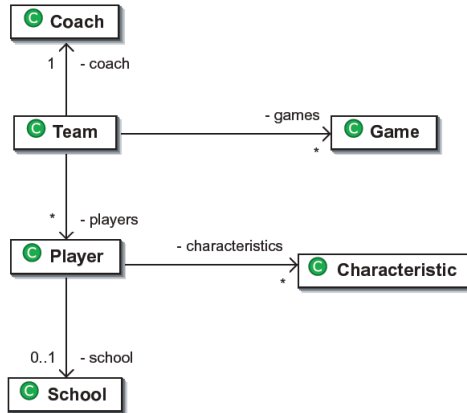 C Coach
1 - coach
C Team
- games
*
C Game
* - players
C Player
- characteristics
*
C Characteristic
0..1 - school
C School